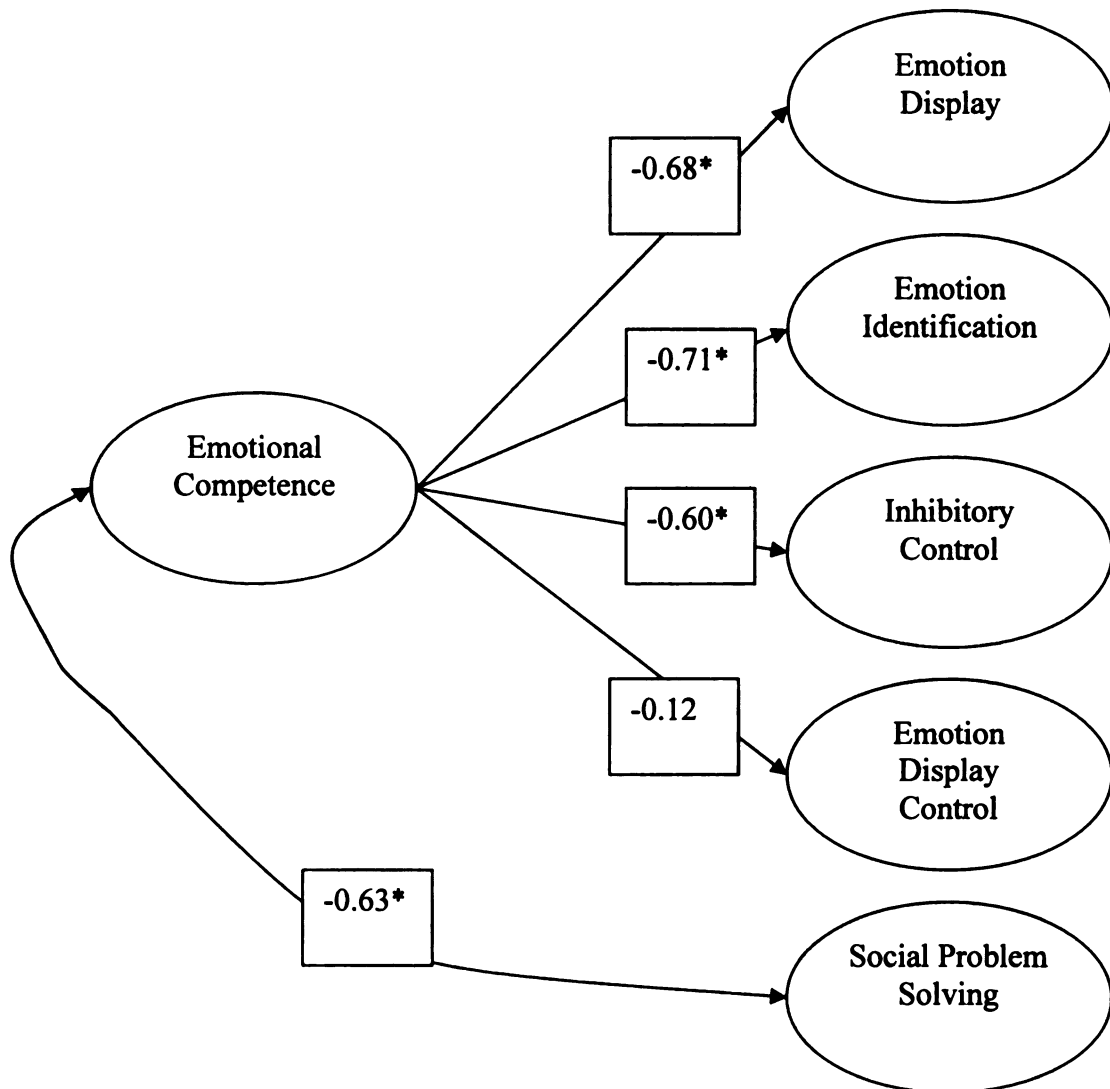 Emotion
Display
-0.68*
Emotion
Identification
-0.71*
Emotional
Competence
Inhibitory
Control
-0.60*
-0.12
Emotion
Display
Control
-0.63*
Social Problem
Solving